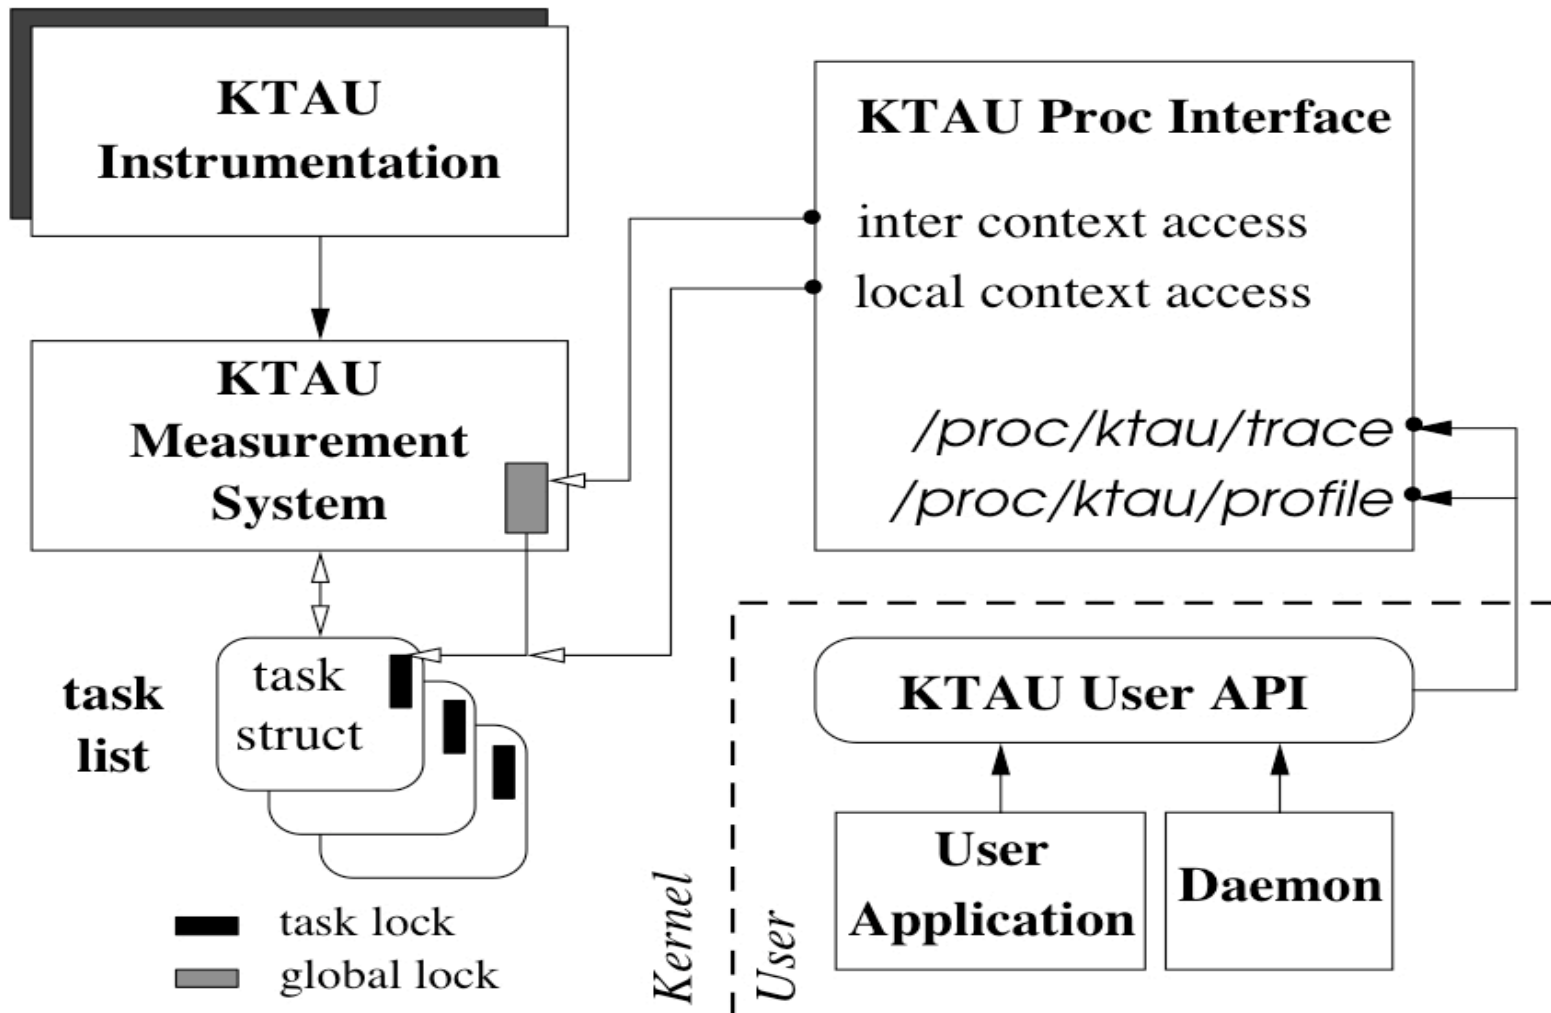 KTAU
Instrumentation
KTAU
Measurement
System
task
struct
task
list
task lock
global lock
KTAU Proc Interface
inter context access
local context access
/proc/ktau/trace
/proc/ktau/profile
Kernel
User
KTAU User API
User
Application
Daemon